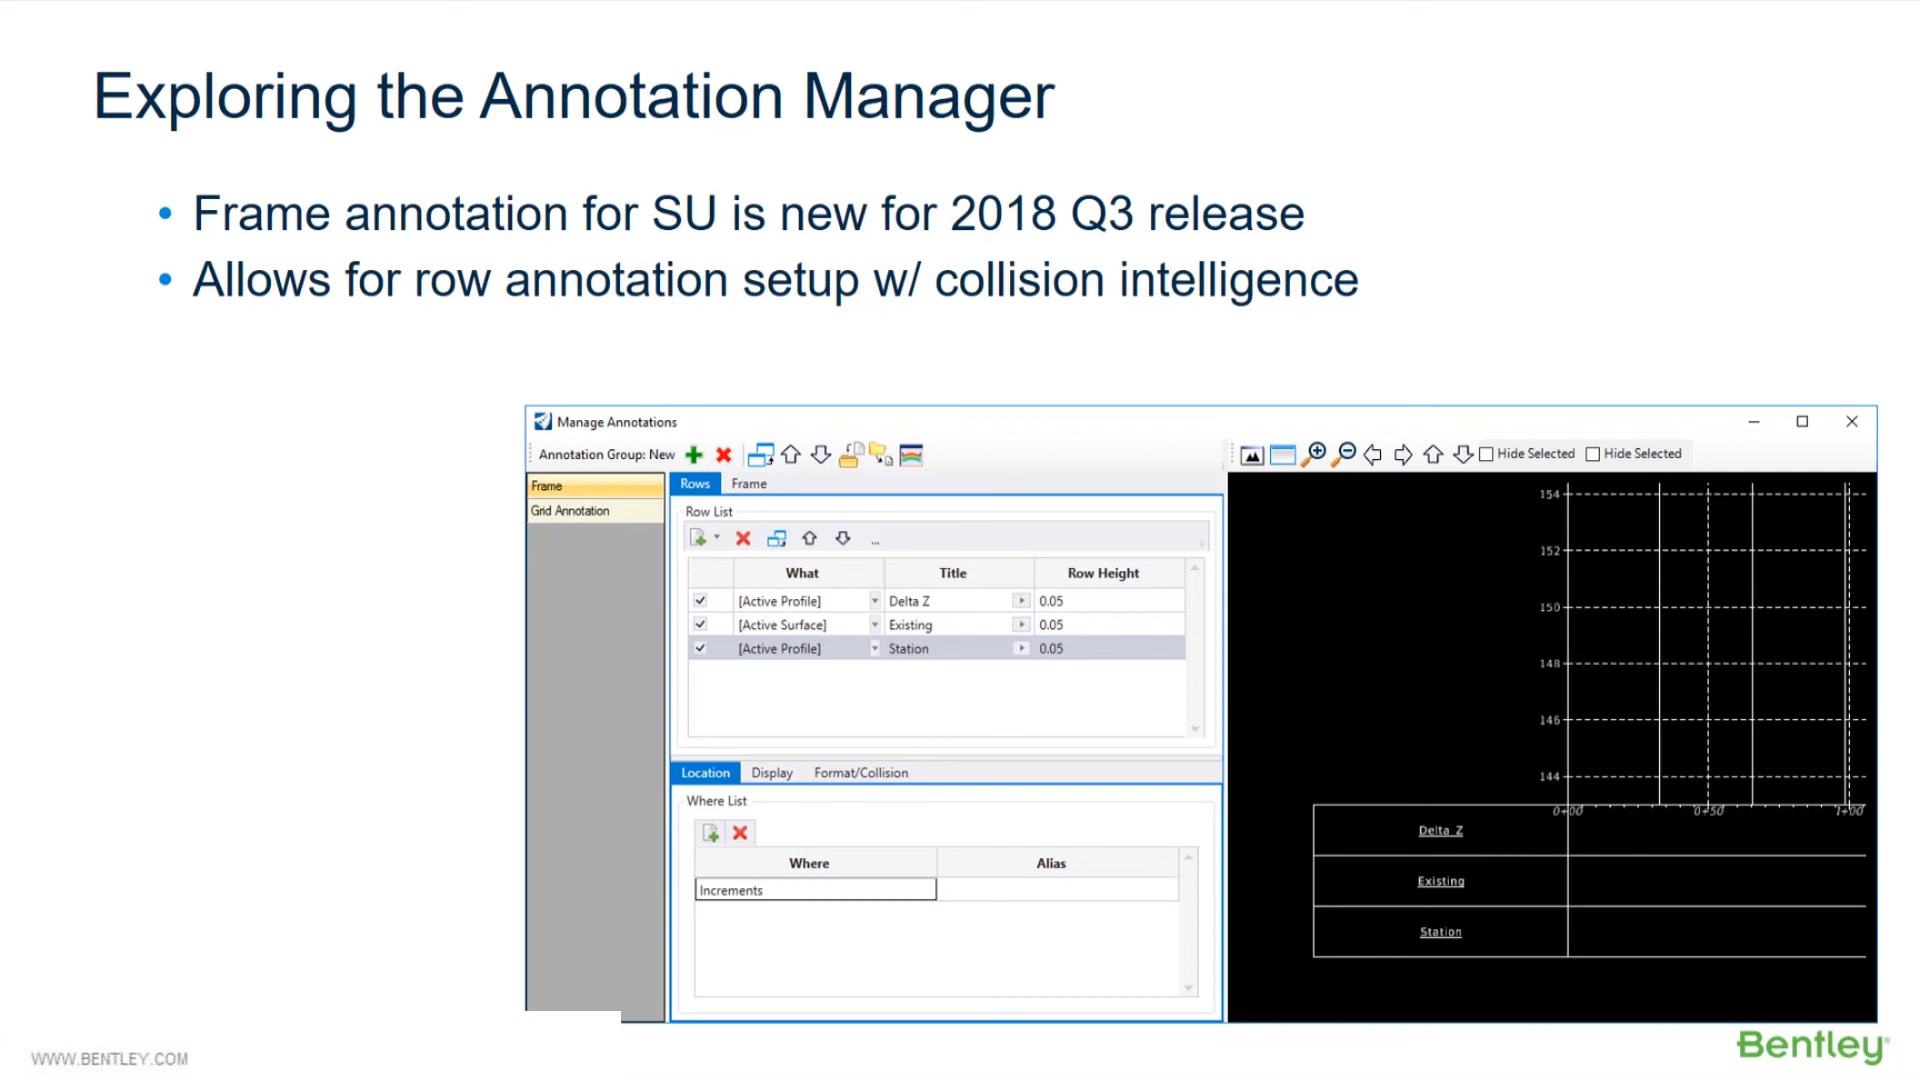 Exploring the Annotation Manager
• Frame annotation for SU is new for 2018 Q3 release
• Allows for row annotation setup w/ collision intelligence
Manage Annotations
Annotation Group: New
Hide Selected
Hide Selected
Frame
Grid Annotation
Rows
Frame
Row List
...
What Title Row Height
[Active Profile] Delta Z 0.05
[Active Surface] Existing 0.05
[Active Profile] Station 0.05
Location
Display
Format/Collision
Where List
Where Alias
Increments
154
152
150
148
146
144
0+00 0+50 1+00
Delta Z
Existing
Station
WWW.BENTLEY.COM
Bentley®